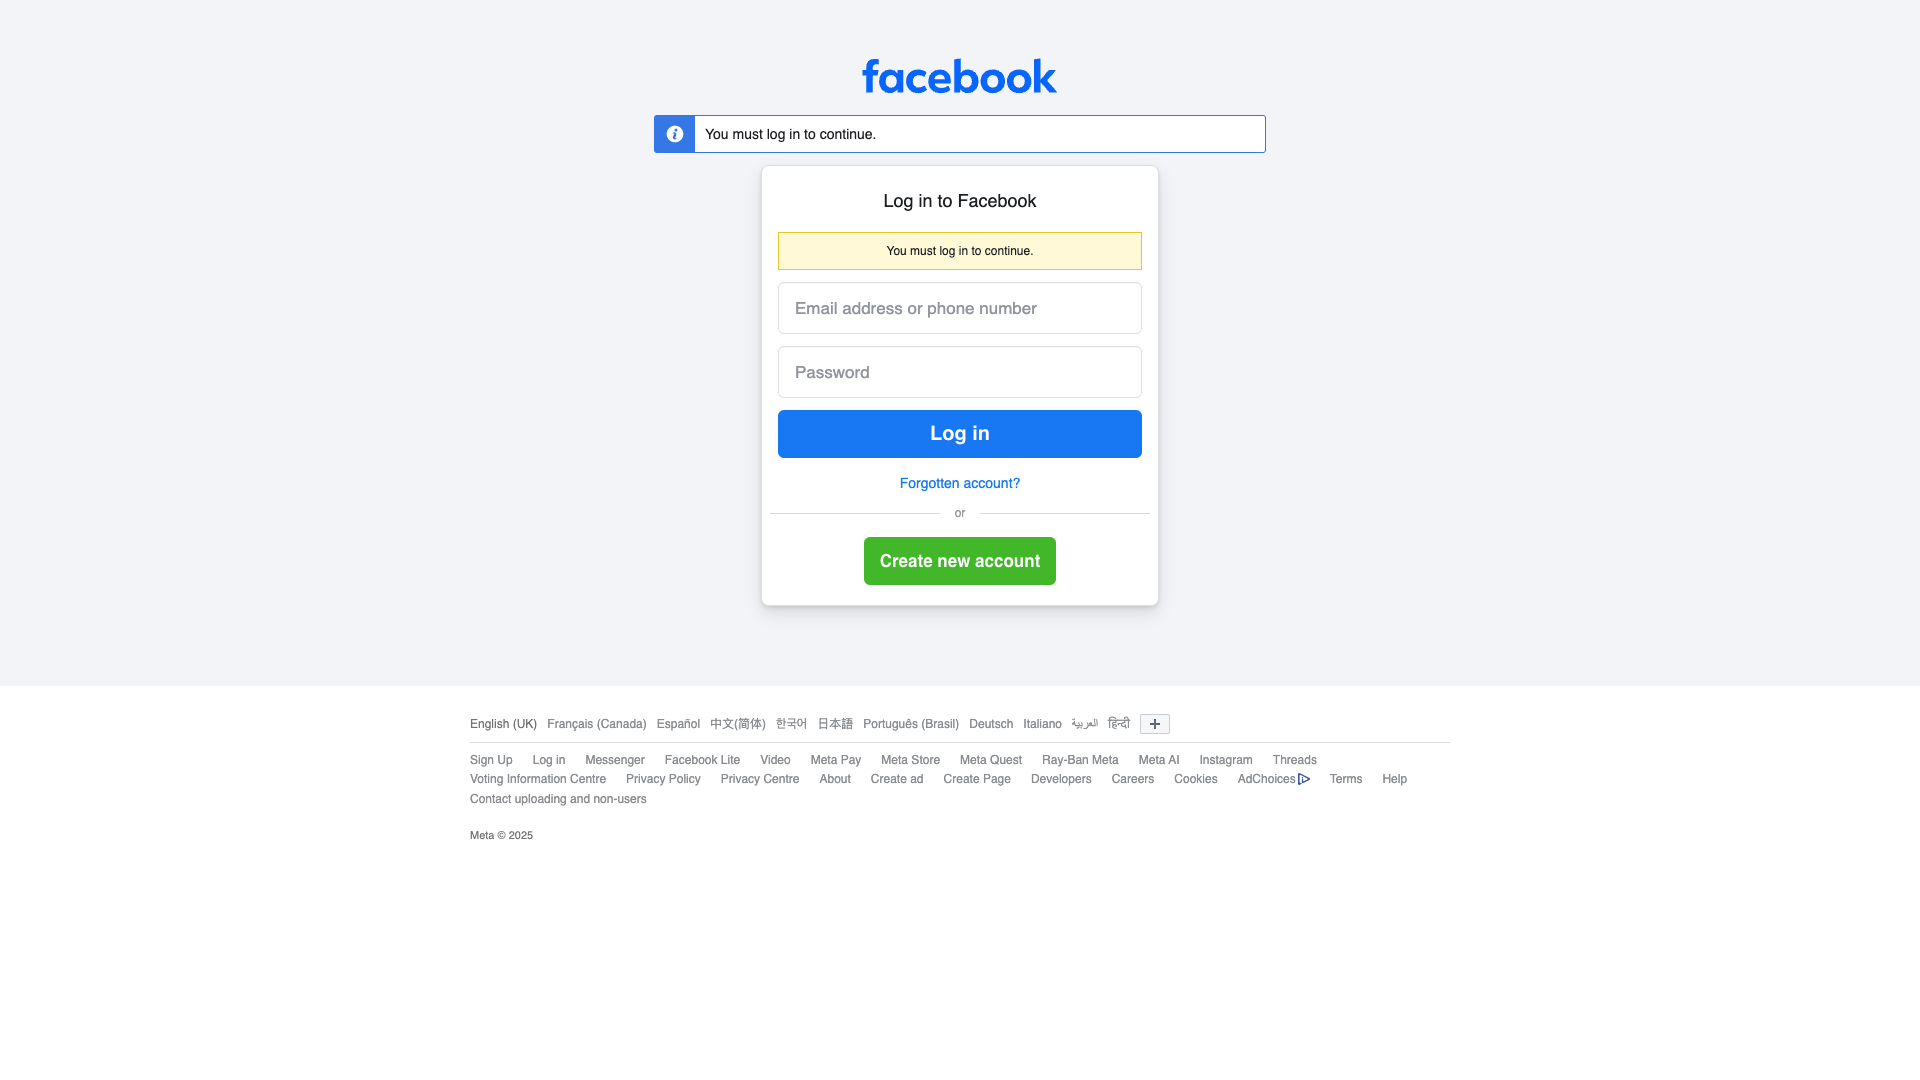 facebook
You must log in to continue.
Log in to Facebook
You must log in to continue.
Email address or phone number
Password
Log in
Forgotten account?
or
Create new account
English (UK) Français (Canada) Español 中文(简体) 한국어 日本語 Português (Brasil) Deutsch Italiano العربية हिन्दी
Sign Up Log in Messenger Facebook Lite Video Meta Pay Meta Store Meta Quest Ray-Ban Meta Meta AI Instagram Threads
Voting Information Centre Privacy Policy Privacy Centre About Create ad Create Page Developers Careers Cookies AdChoices Terms Help
Contact uploading and non-users
Meta © 2025